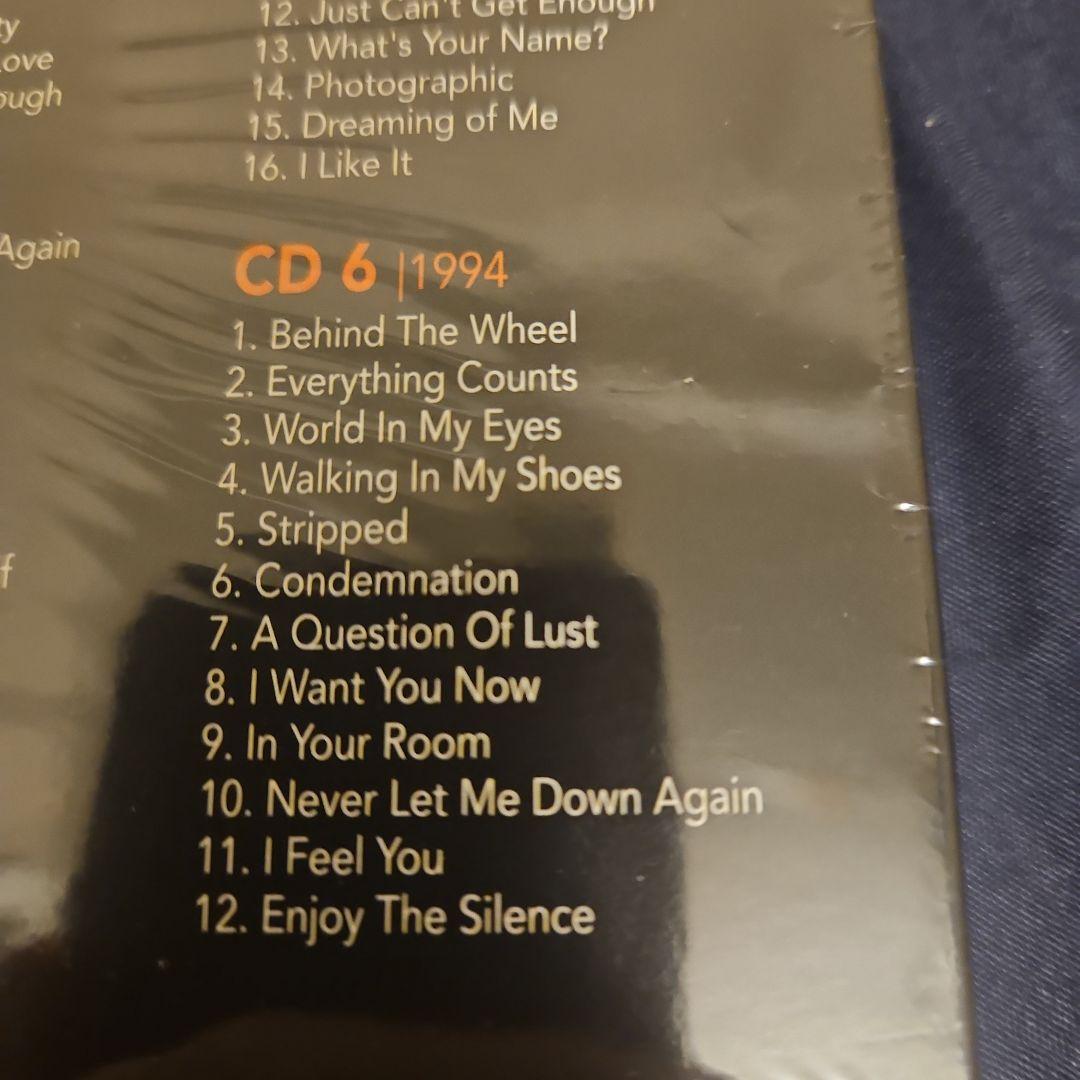 ty
Love
ough
Again
f
12. Just Can't Get Enough
13. What's Your Name?
14. Photographic
15. Dreaming of Me
16. I Like It
CD 6 |1994
1. Behind The Wheel
2. Everything Counts
3. World In My Eyes
4. Walking In My Shoes
5. Stripped
6. Condemnation
7. A Question Of Lust
8. I Want You Now
9. In Your Room
10. Never Let Me Down Again
11. I Feel You
12. Enjoy The Silence